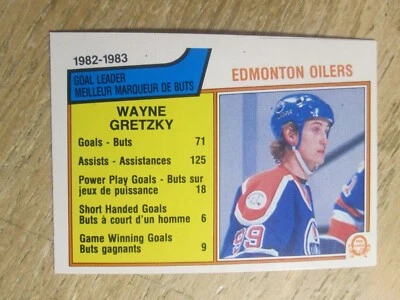 1982-1983
GOAL LEADER
MEILLEUR MARQUEUR DE BUTS
EDMONTON OILERS
WAYNE
GRETZKY
Goals - Buts 71
Assists - Assistances 125
Power Play Goals - Buts sur
jeux de puissance 18
Short Handed Goals
Buts à court d'un homme 6
Game Winning Goals
Buts gagnants 9
99